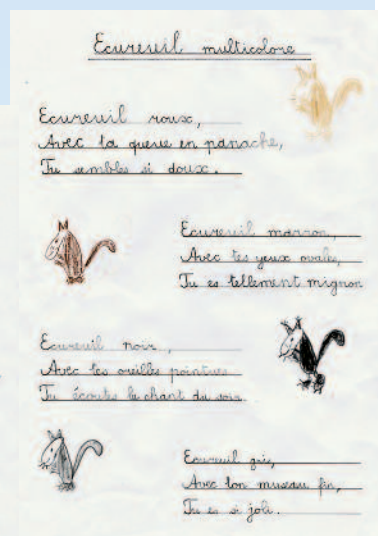 Ecureuil multicolore
Ecureuil roux,
Avec ta queue en panache,
Tu sembles si doux.
Ecureuil marron,
Avec tes yeux ovales,
Tu es tellement mignon
Ecureuil noir,
Avec tes oreilles pointues
Tu écoutes le chant du soir.
Ecureuil gris,
Avec ton museau fin,
Tu es si joli.